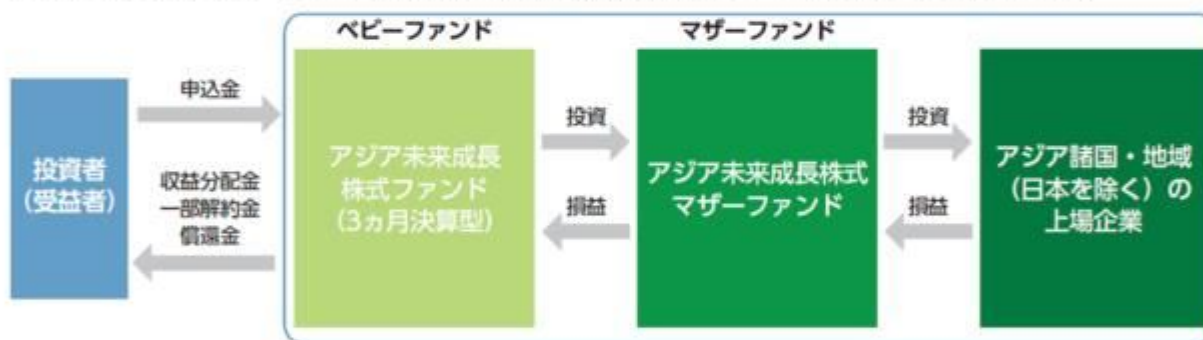 ベビーファンド
マザーファンド
投資者
(受益者)
申込金
収益分配金
一部解約金
償還金
アジア未来成長
株式ファンド
(3ヵ月決算型)
投資
損益
アジア未来成長株式
マザーファンド
投資
損益
アジア諸国・地域
(日本を除く)の
上場企業